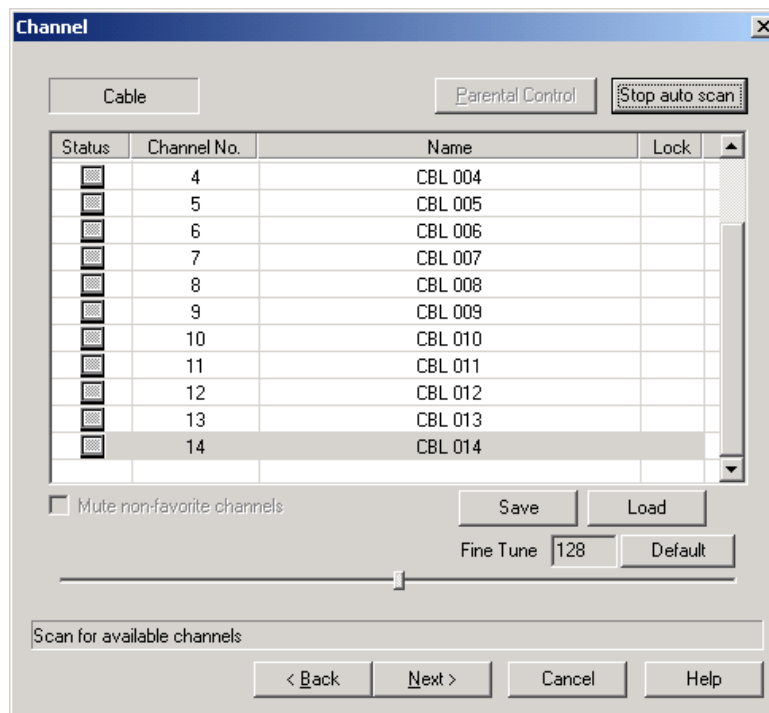 Channel
Cable Parental Control Stop auto scan
Status Channel No. Name Lock
4 CBL 004
5 CBL 005
6 CBL 006
7 CBL 007
8 CBL 008
9 CBL 009
10 CBL 010
11 CBL 011
12 CBL 012
13 CBL 013
14 CBL 014
Mute non-favorite channels Save Load
Fine Tune 128 Default
Scan for available channels
< Back Next > Cancel Help